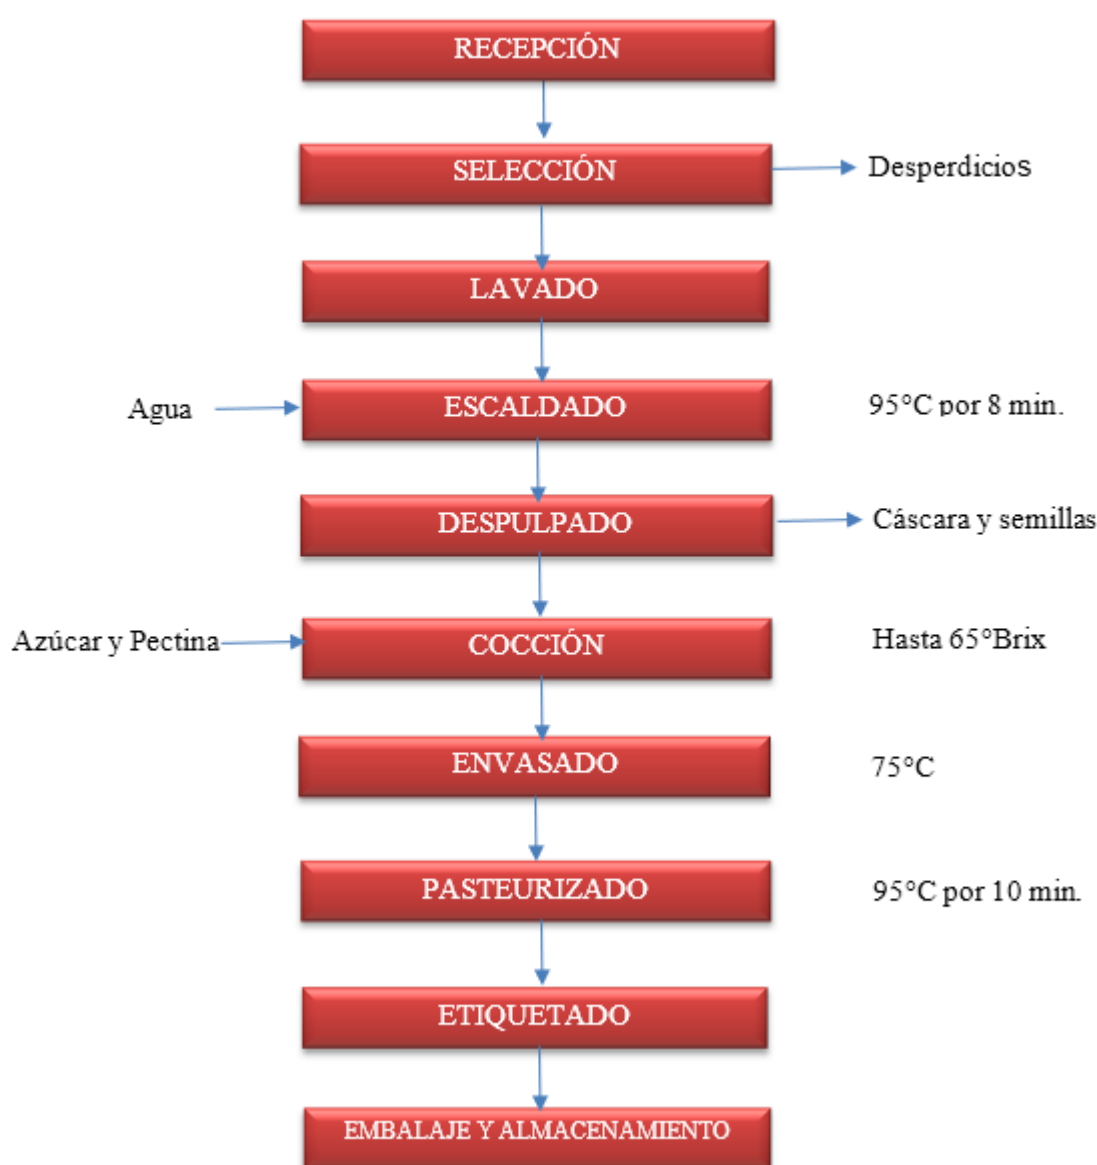 RECEPCIÓN
SELECCIÓN
Desperdicios
LAVADO
Agua
ESCALDADO
95°C por 8 min.
DESPULPADO
Cáscara y semillas
Azúcar y Pectina
COCCIÓN
Hasta 65°Brix
ENVASADO
75°C
PASTEURIZADO
95°C por 10 min.
ETIQUETADO
EMBALAJE Y ALMACENAMIENTO